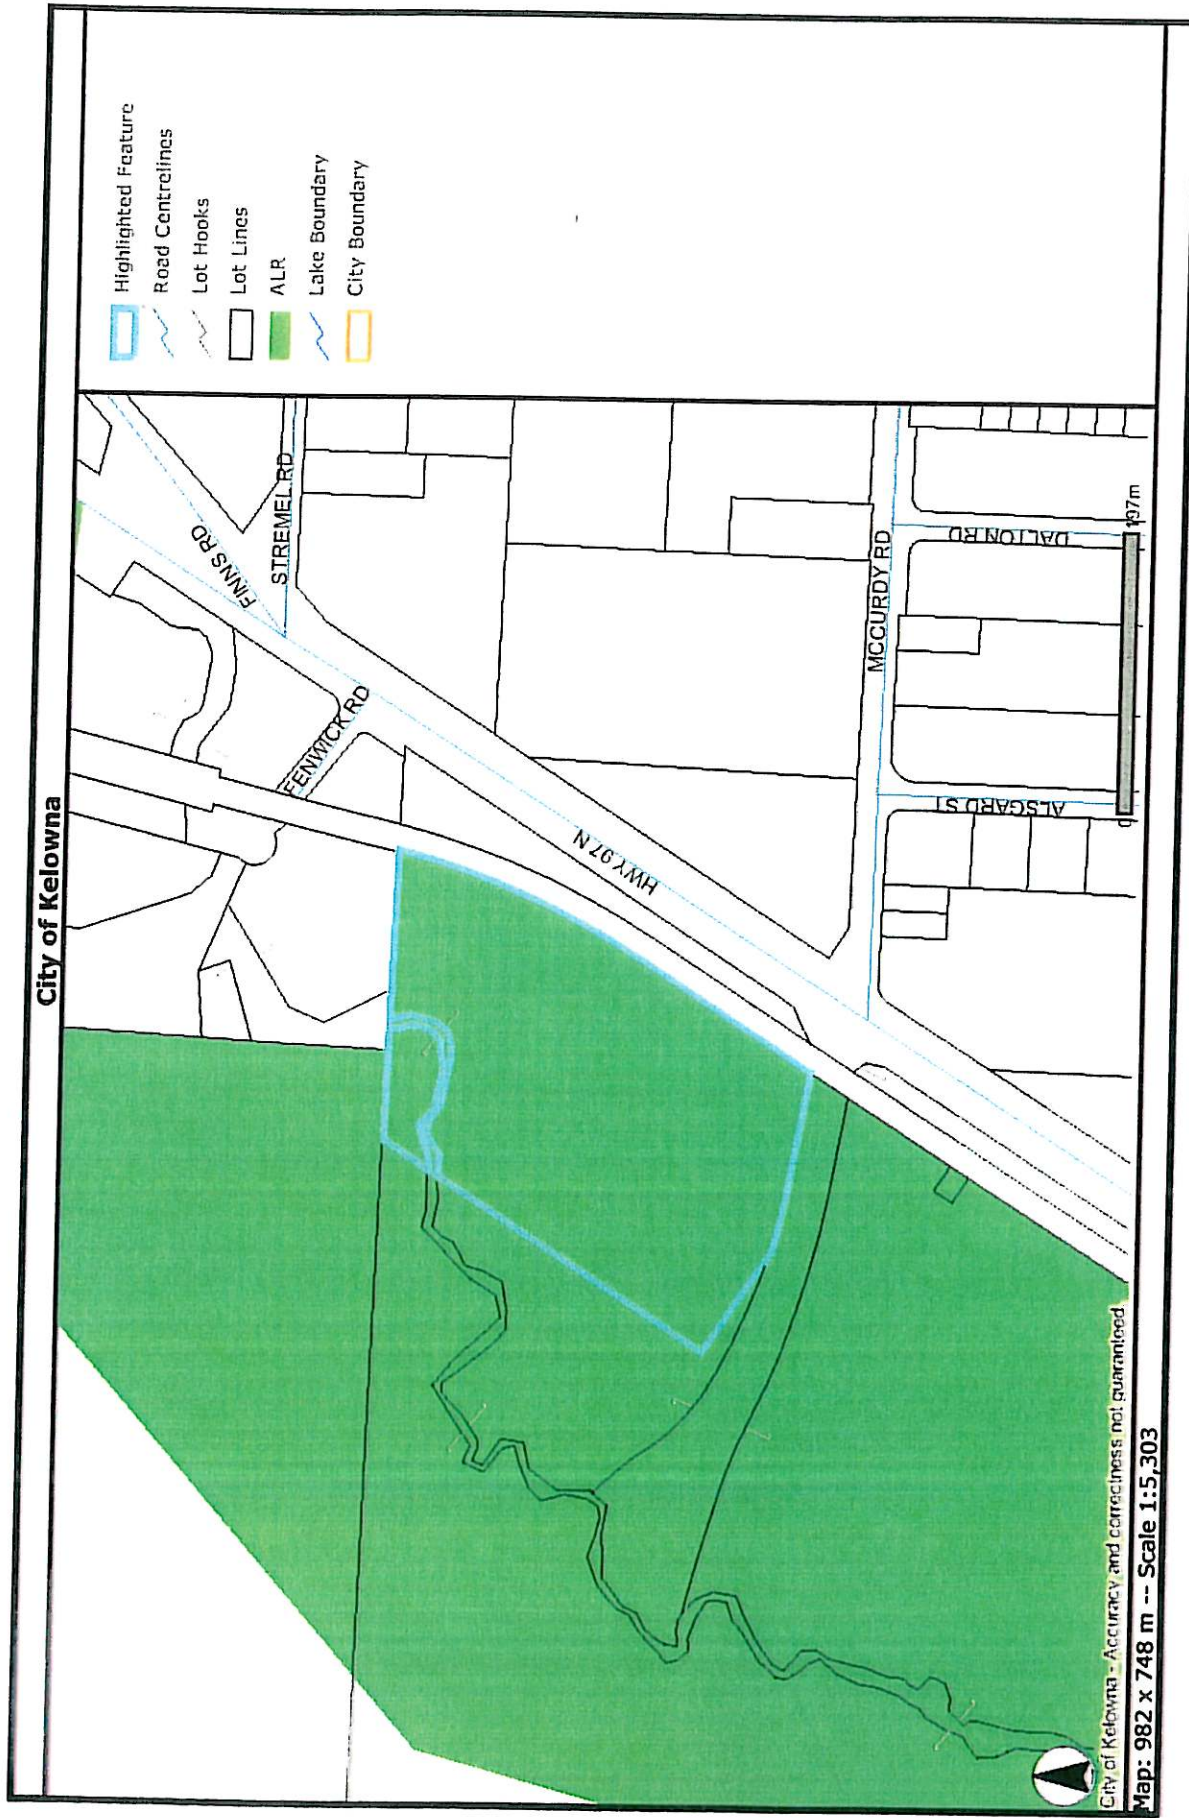 City of Kelowna
Highlighted Feature
Road Centrelines
Lot Hooks
Lot Lines
ALR
Lake Boundary
City Boundary
FINNS RD
STREMEL RD
FENWICK RD
HWY 97 N
MCCURDY RD
DALTON RD
ALSGARD ST
0
197m
City of Kelowna - Accuracy and correctness not guaranteed
Map: 982 x 748 m -- Scale 1:5,303